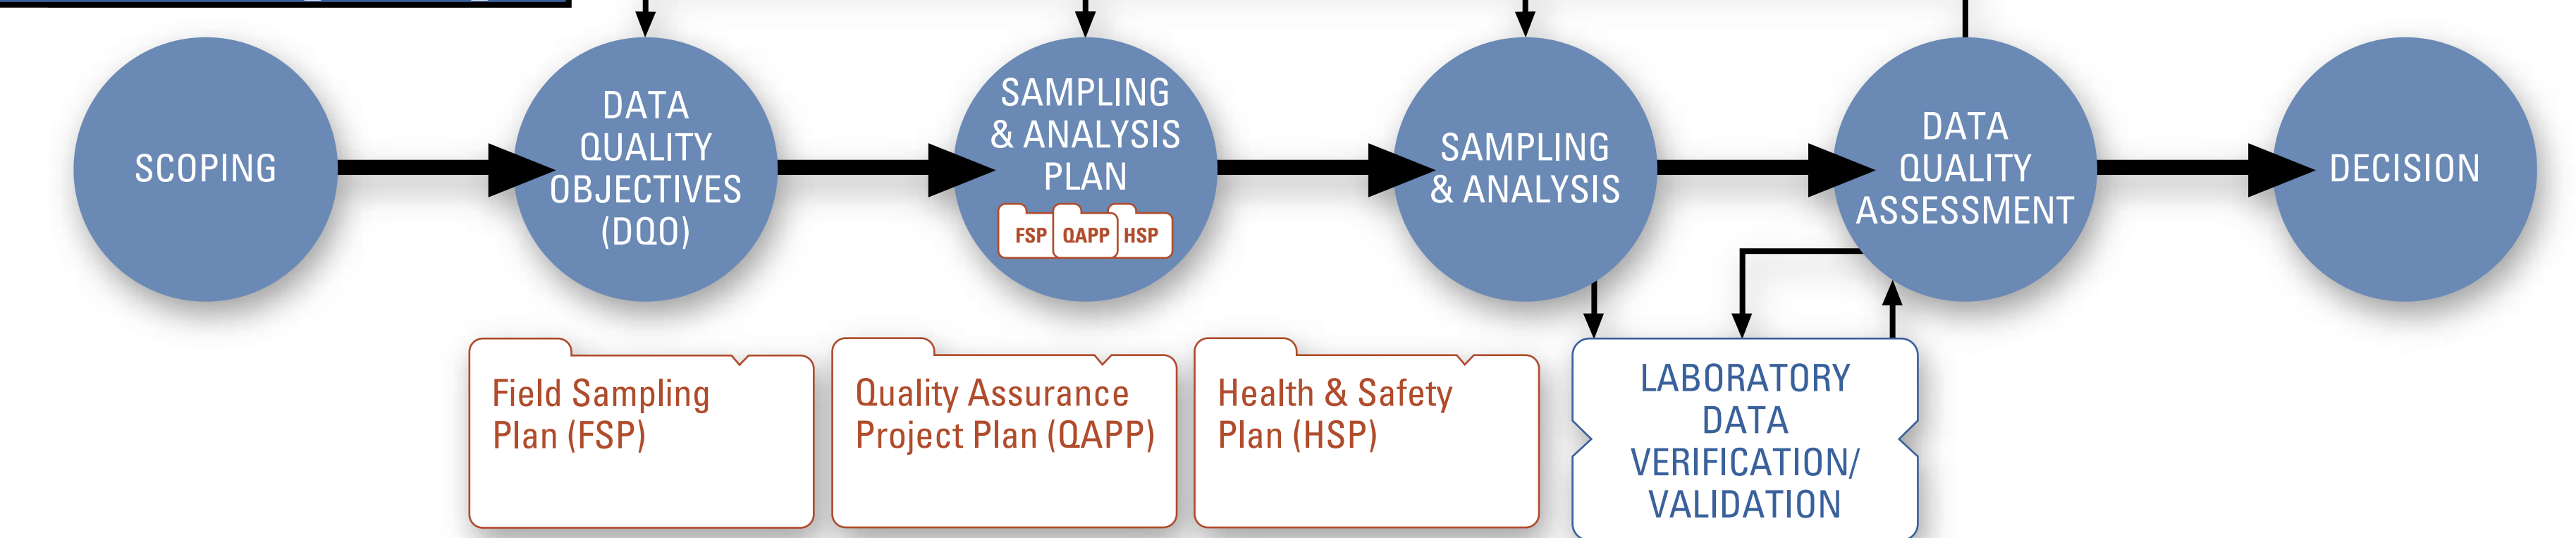 SCOPING
DATA
QUALITY
OBJECTIVES
(DQO)
SAMPLING
& ANALYSIS
PLAN
FSP QAPP HSP
SAMPLING
& ANALYSIS
DATA
QUALITY
ASSESSMENT
DECISION
Field Sampling
Plan (FSP)
Quality Assurance
Project Plan (QAPP)
Health & Safety
Plan (HSP)
LABORATORY
DATA
VERIFICATION/
VALIDATION